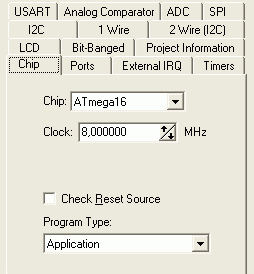 USART Analog Comparator ADC SPI
I2C 1 Wire 2 Wire (I2C)
LCD Bit-Banged Project Information
Chip Ports External IRQ Timers
Chip: ATmega16
Clock: 8,000000 MHz
Check Reset Source
Program Type:
Application